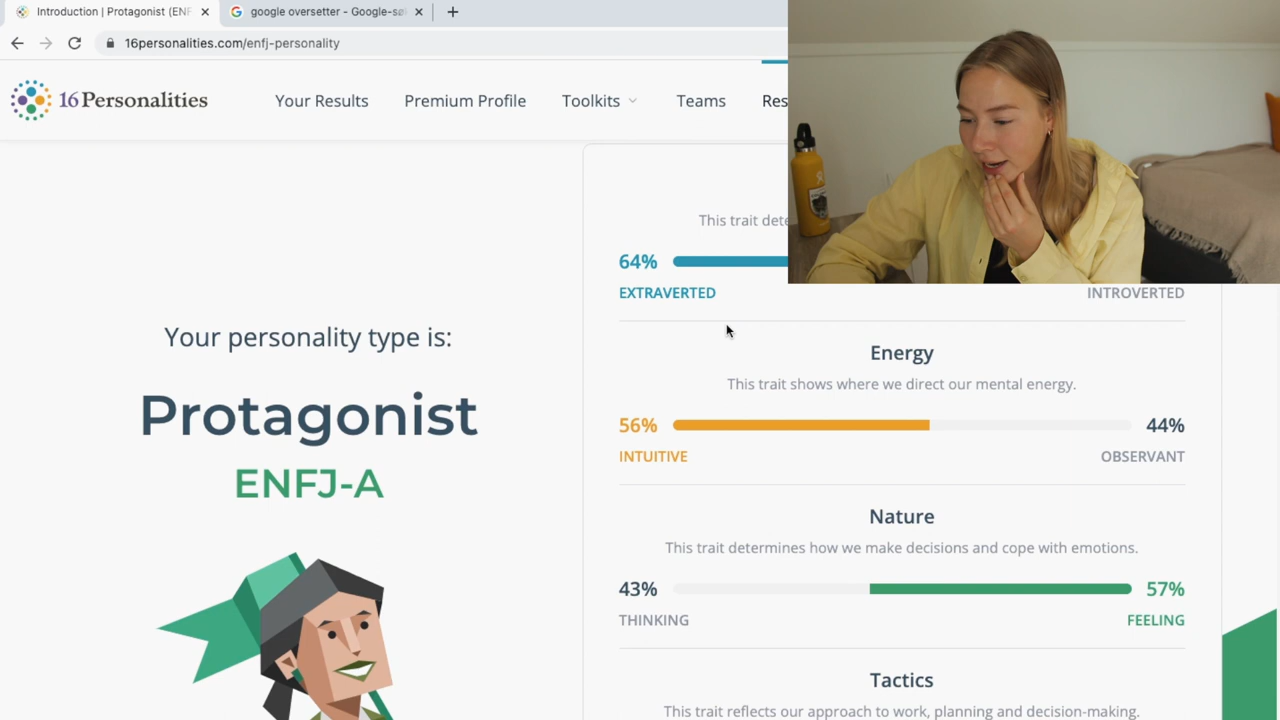 Introduction | Protagonist (ENF
google oversetter - Google-sø
16personalities.com/enfj-personality
16Personalities
Your Results
Premium Profile
Toolkits
Teams
Res
This trait dete
64%
EXTRAVERTED
INTROVERTED
Your personality type is:
Protagonist
ENFJ-A
Energy
This trait shows where we direct our mental energy.
56%
44%
INTUITIVE
OBSERVANT
Nature
This trait determines how we make decisions and cope with emotions.
43%
57%
THINKING
FEELING
Tactics
This trait reflects our approach to work, planning and decision-making.